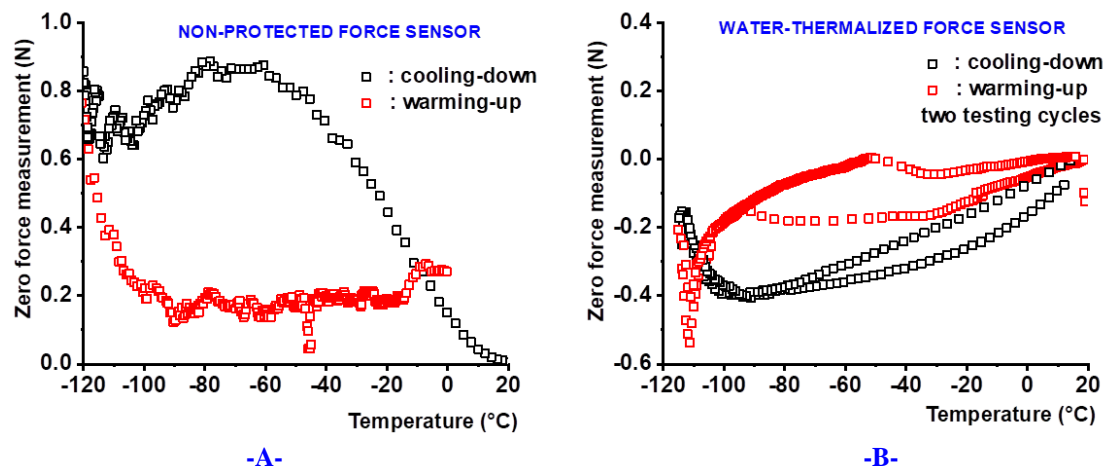 NON-PROTECTED FORCE SENSOR
: cooling-down
: warming-up
Zero force measurement (N)
1.0
0.8
0.6
0.4
0.2
0.0
-120 -100 -80 -60 -40 -20 0 20
Temperature (°C)
-A-
WATER-THERMALIZED FORCE SENSOR
: cooling-down
: warming-up
two testing cycles
Zero force measurement (N)
0.4
0.0
-0.2
-0.4
-0.6
-120 -100 -80 -60 -40 -20 0 20
Temperature (°C)
-B-